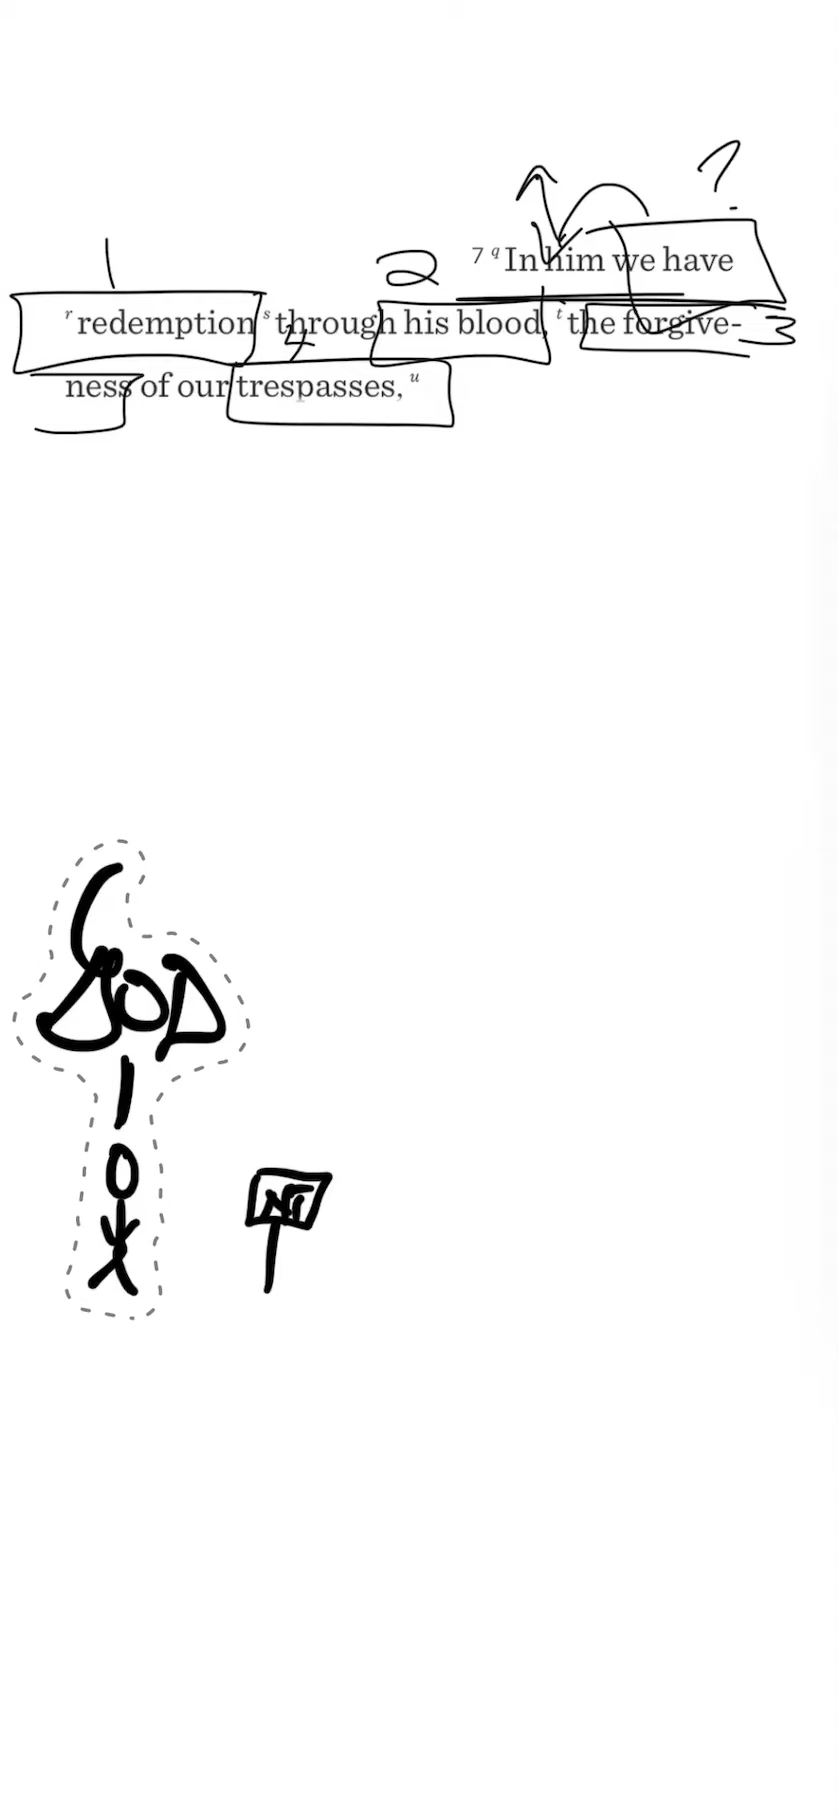 ?
1 2 7 q In him we have
r redemption s through his blood, t the forgive- 3
4
ness of our trespasses, u
GOD
NT